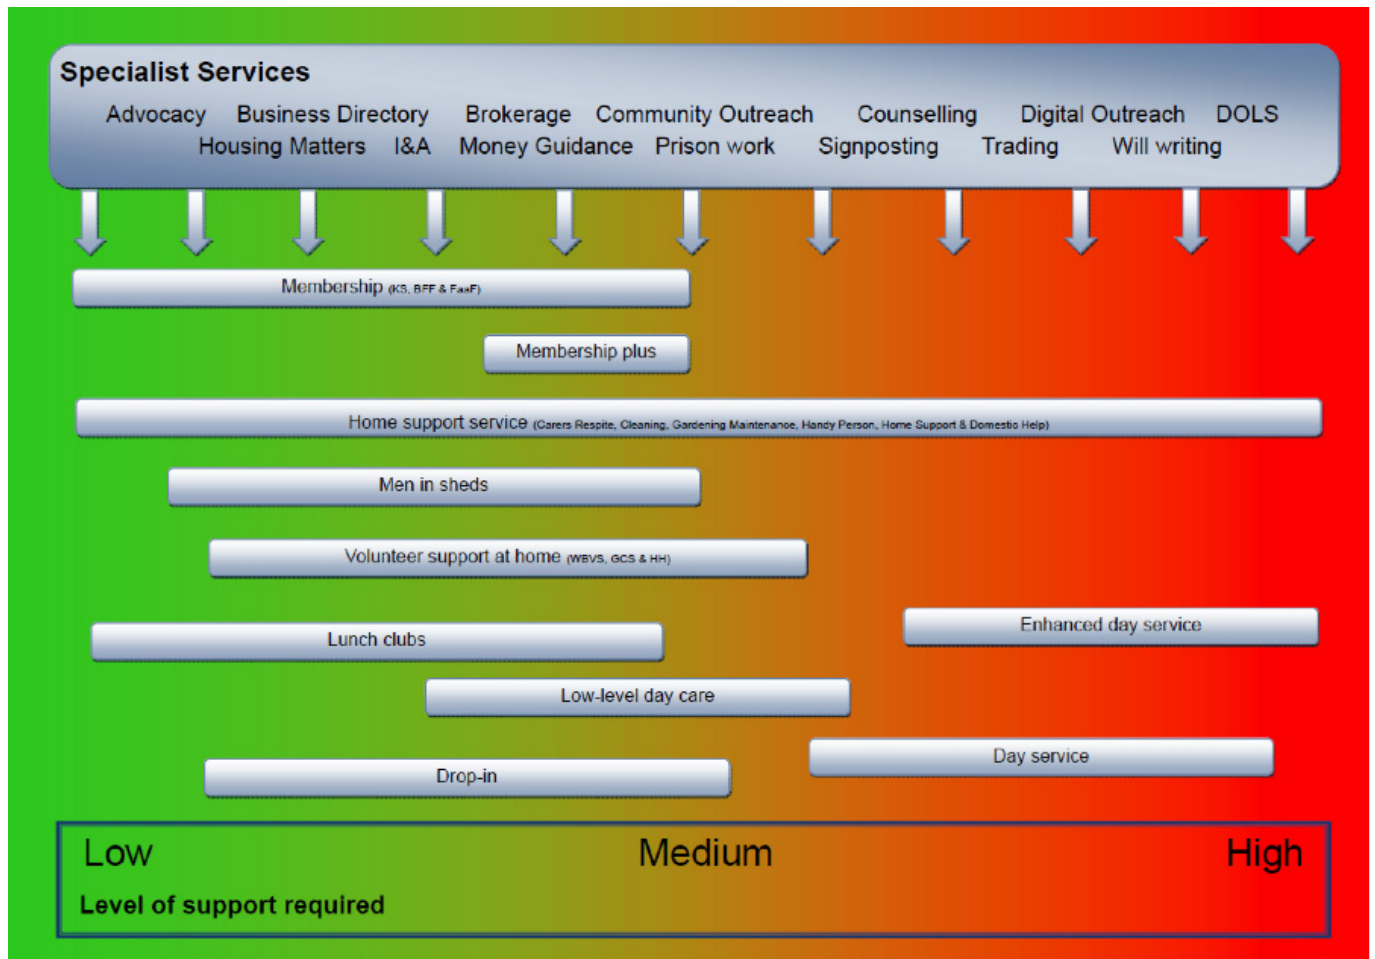 Specialist Services
Advocacy Business Directory Brokerage Community Outreach Counselling Digital Outreach DOLS
Housing Matters I&A Money Guidance Prison work Signposting Trading Will writing
Membership (KS, BFF & FaaF)
Membership plus
Home support service (Carers Respite, Cleaning, Gardening Maintenance, Handy Person, Home Support & Domestic Help)
Men in sheds
Volunteer support at home (WBVS, GCS & HH)
Enhanced day service
Lunch clubs
Low-level day care
Day service
Drop-in
Low Medium High
Level of support required